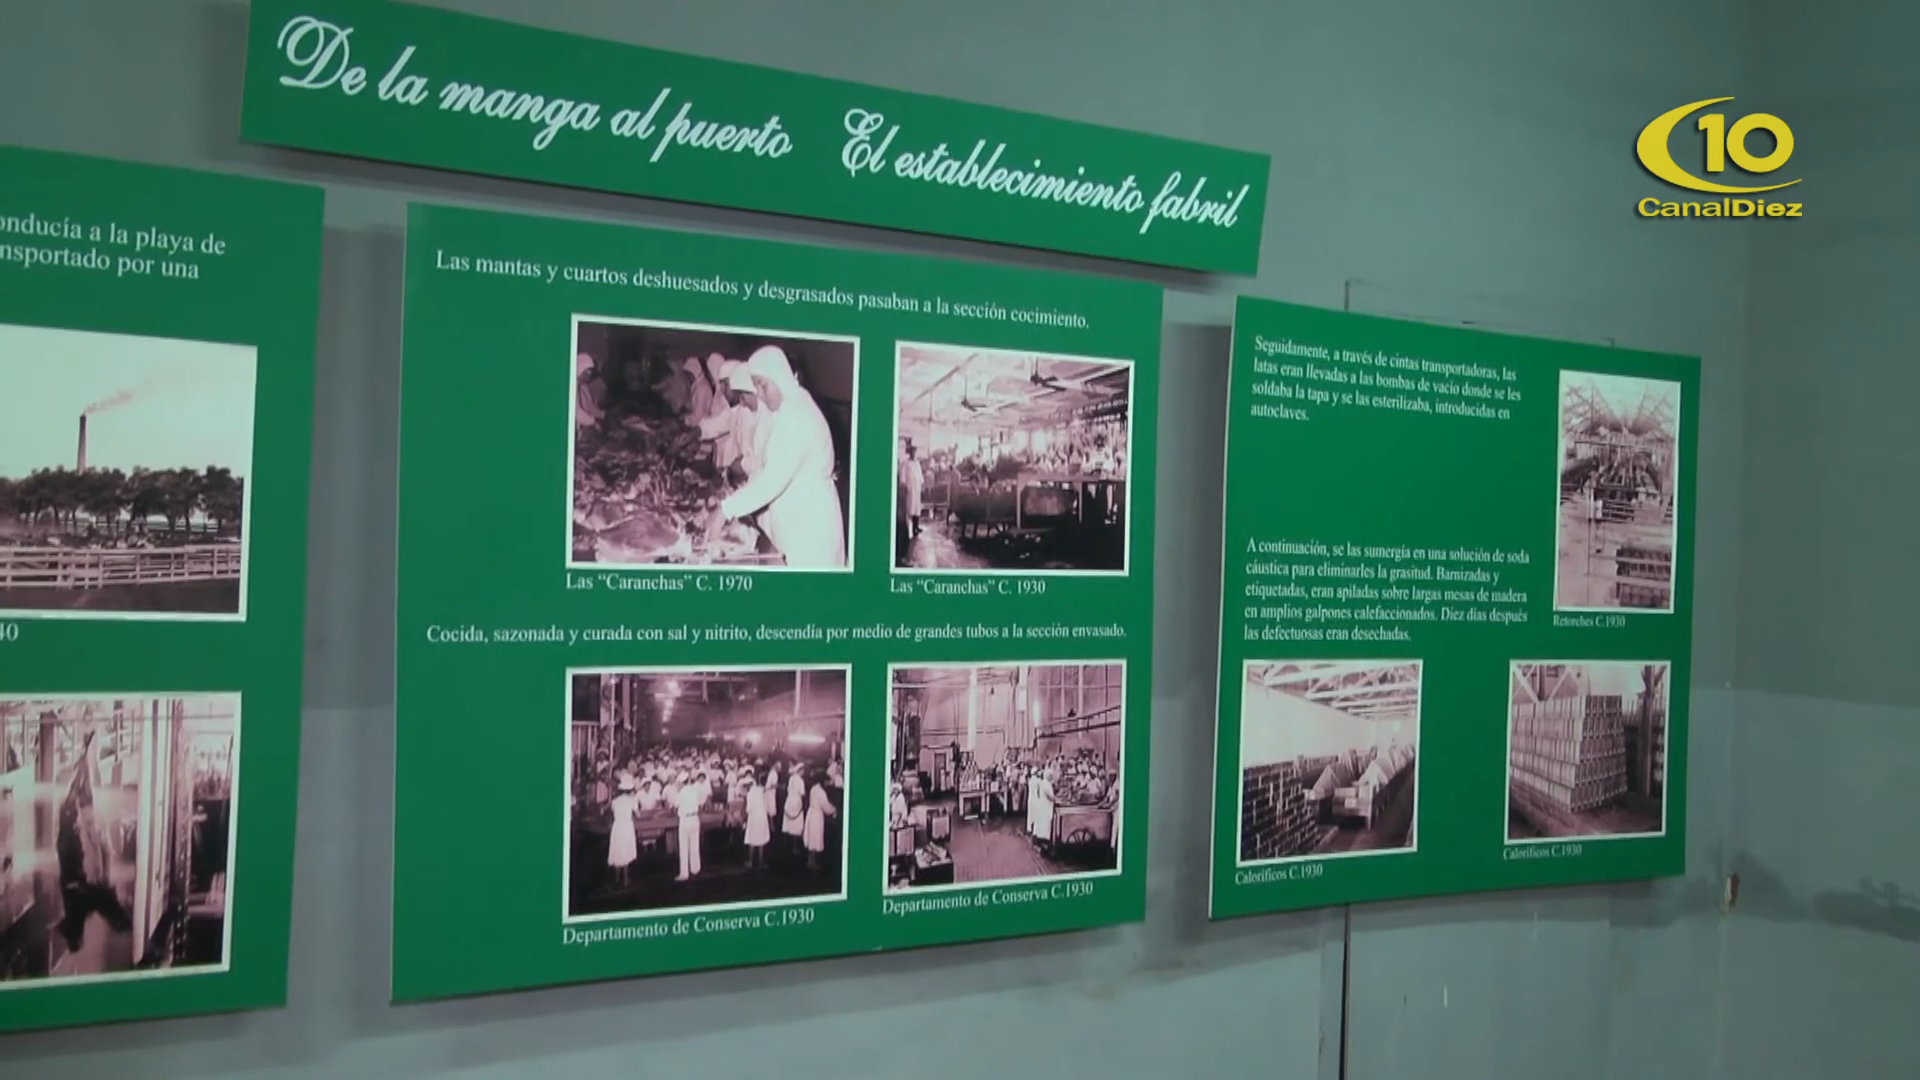 De la manga al puerto El establecimiento fabril
10
CanalDiez
onducía a la playa de
nsportado por una
40
Las mantas y cuartos deshuesados y desgrasados pasaban a la sección cocimiento.
Las “Caranchas” C. 1970
Las “Caranchas” C. 1930
Cocida, sazonada y curada con sal y nitrito, descendía por medio de grandes tubos a la sección envasado.
Departamento de Conserva C.1930
Departamento de Conserva C.1930
Seguidamente, a través de cintas transportadoras, las
latas eran llevadas a las bombas de vacio donde se les
soldaba la tapa y se las esterilizaba, introducidas en
autoclaves.
A continuación, se las sumergía en una solución de soda
cáustica para eliminarles la grasitud. Barnizadas y
etiquetadas, eran apiladas sobre largas mesas de madera
en amplios galpones calefaccionados. Diez días después
las defectuosas eran desechadas.
Retorches C.1930
Caloríficos C.1930
Caloríficos C.1930